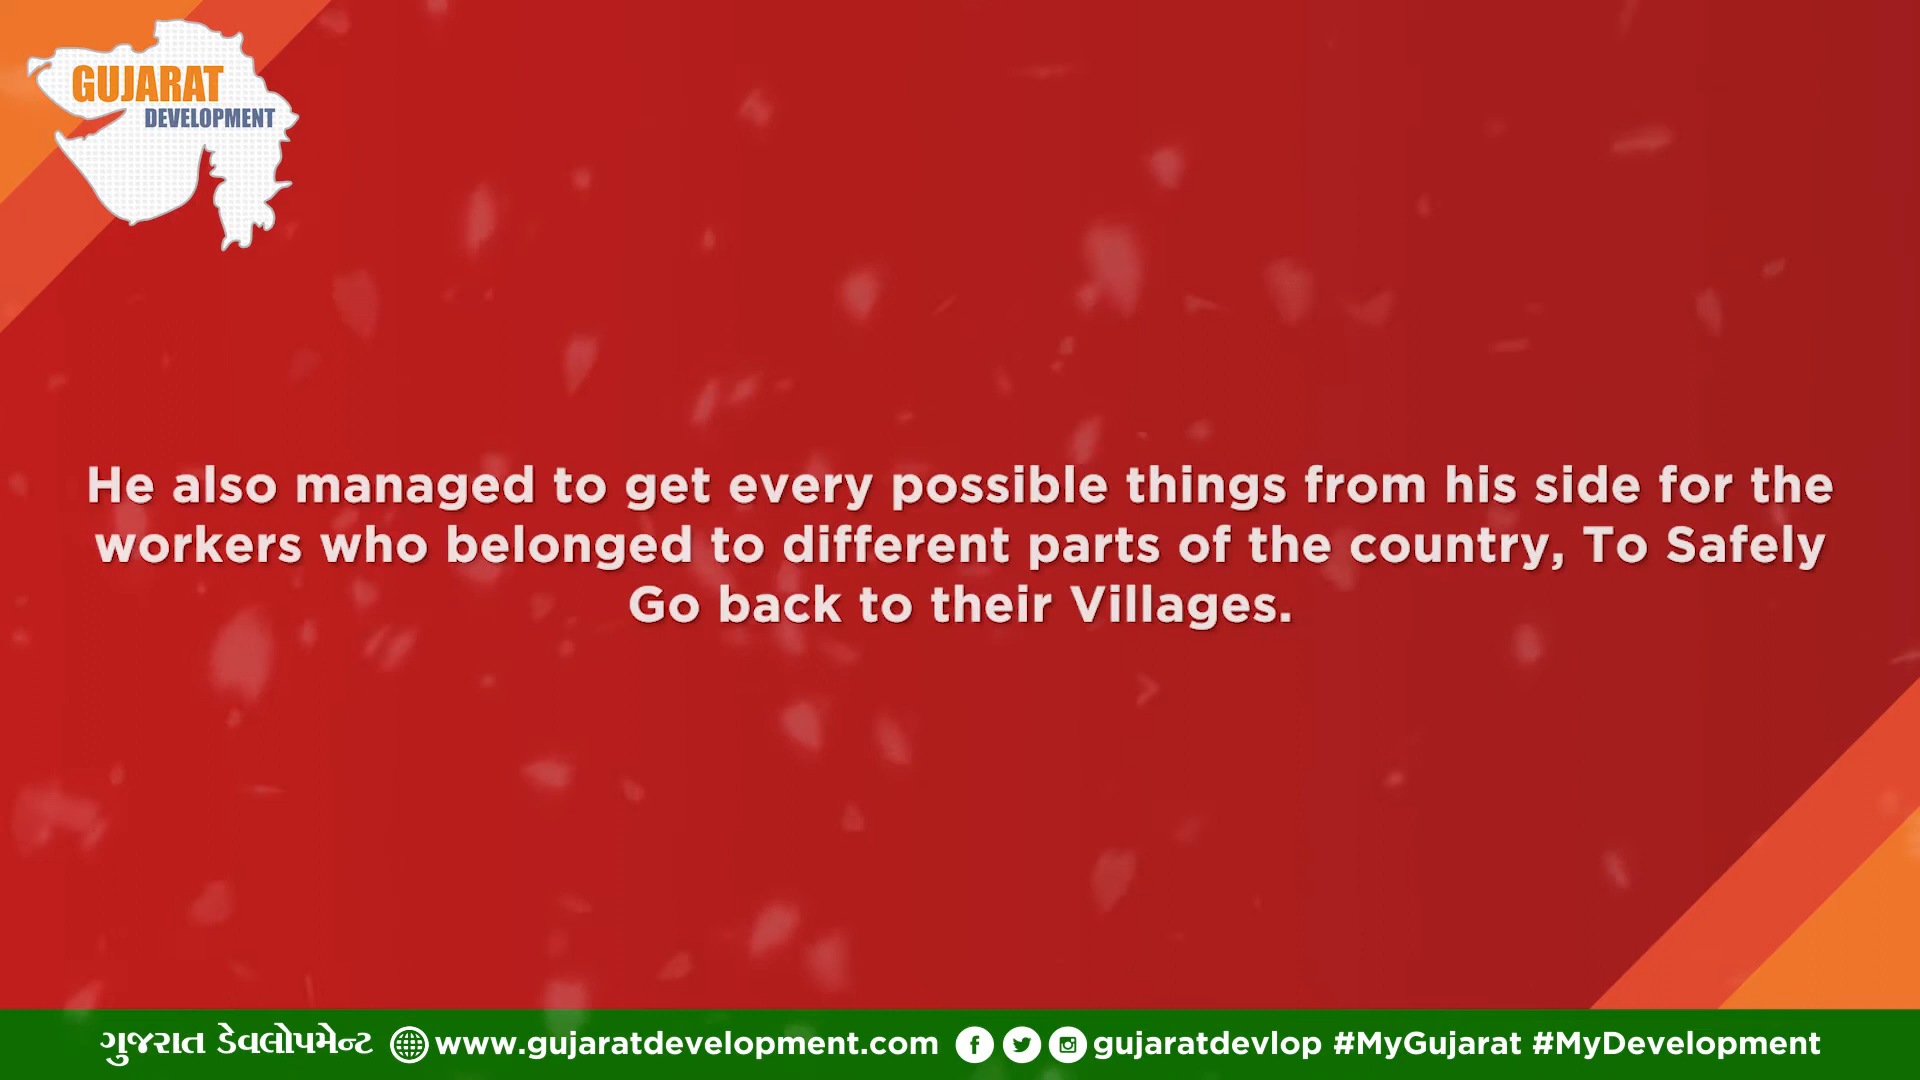 GUJARAT
DEVELOPMENT
He also managed to get every possible things from his side for the
workers who belonged to different parts of the country, To Safely
Go back to their Villages.
ગુજરાત ડેવલોપમેન્ટ www.gujaratdevelopment.com gujaratdevlop #MyGujarat #MyDevelopment